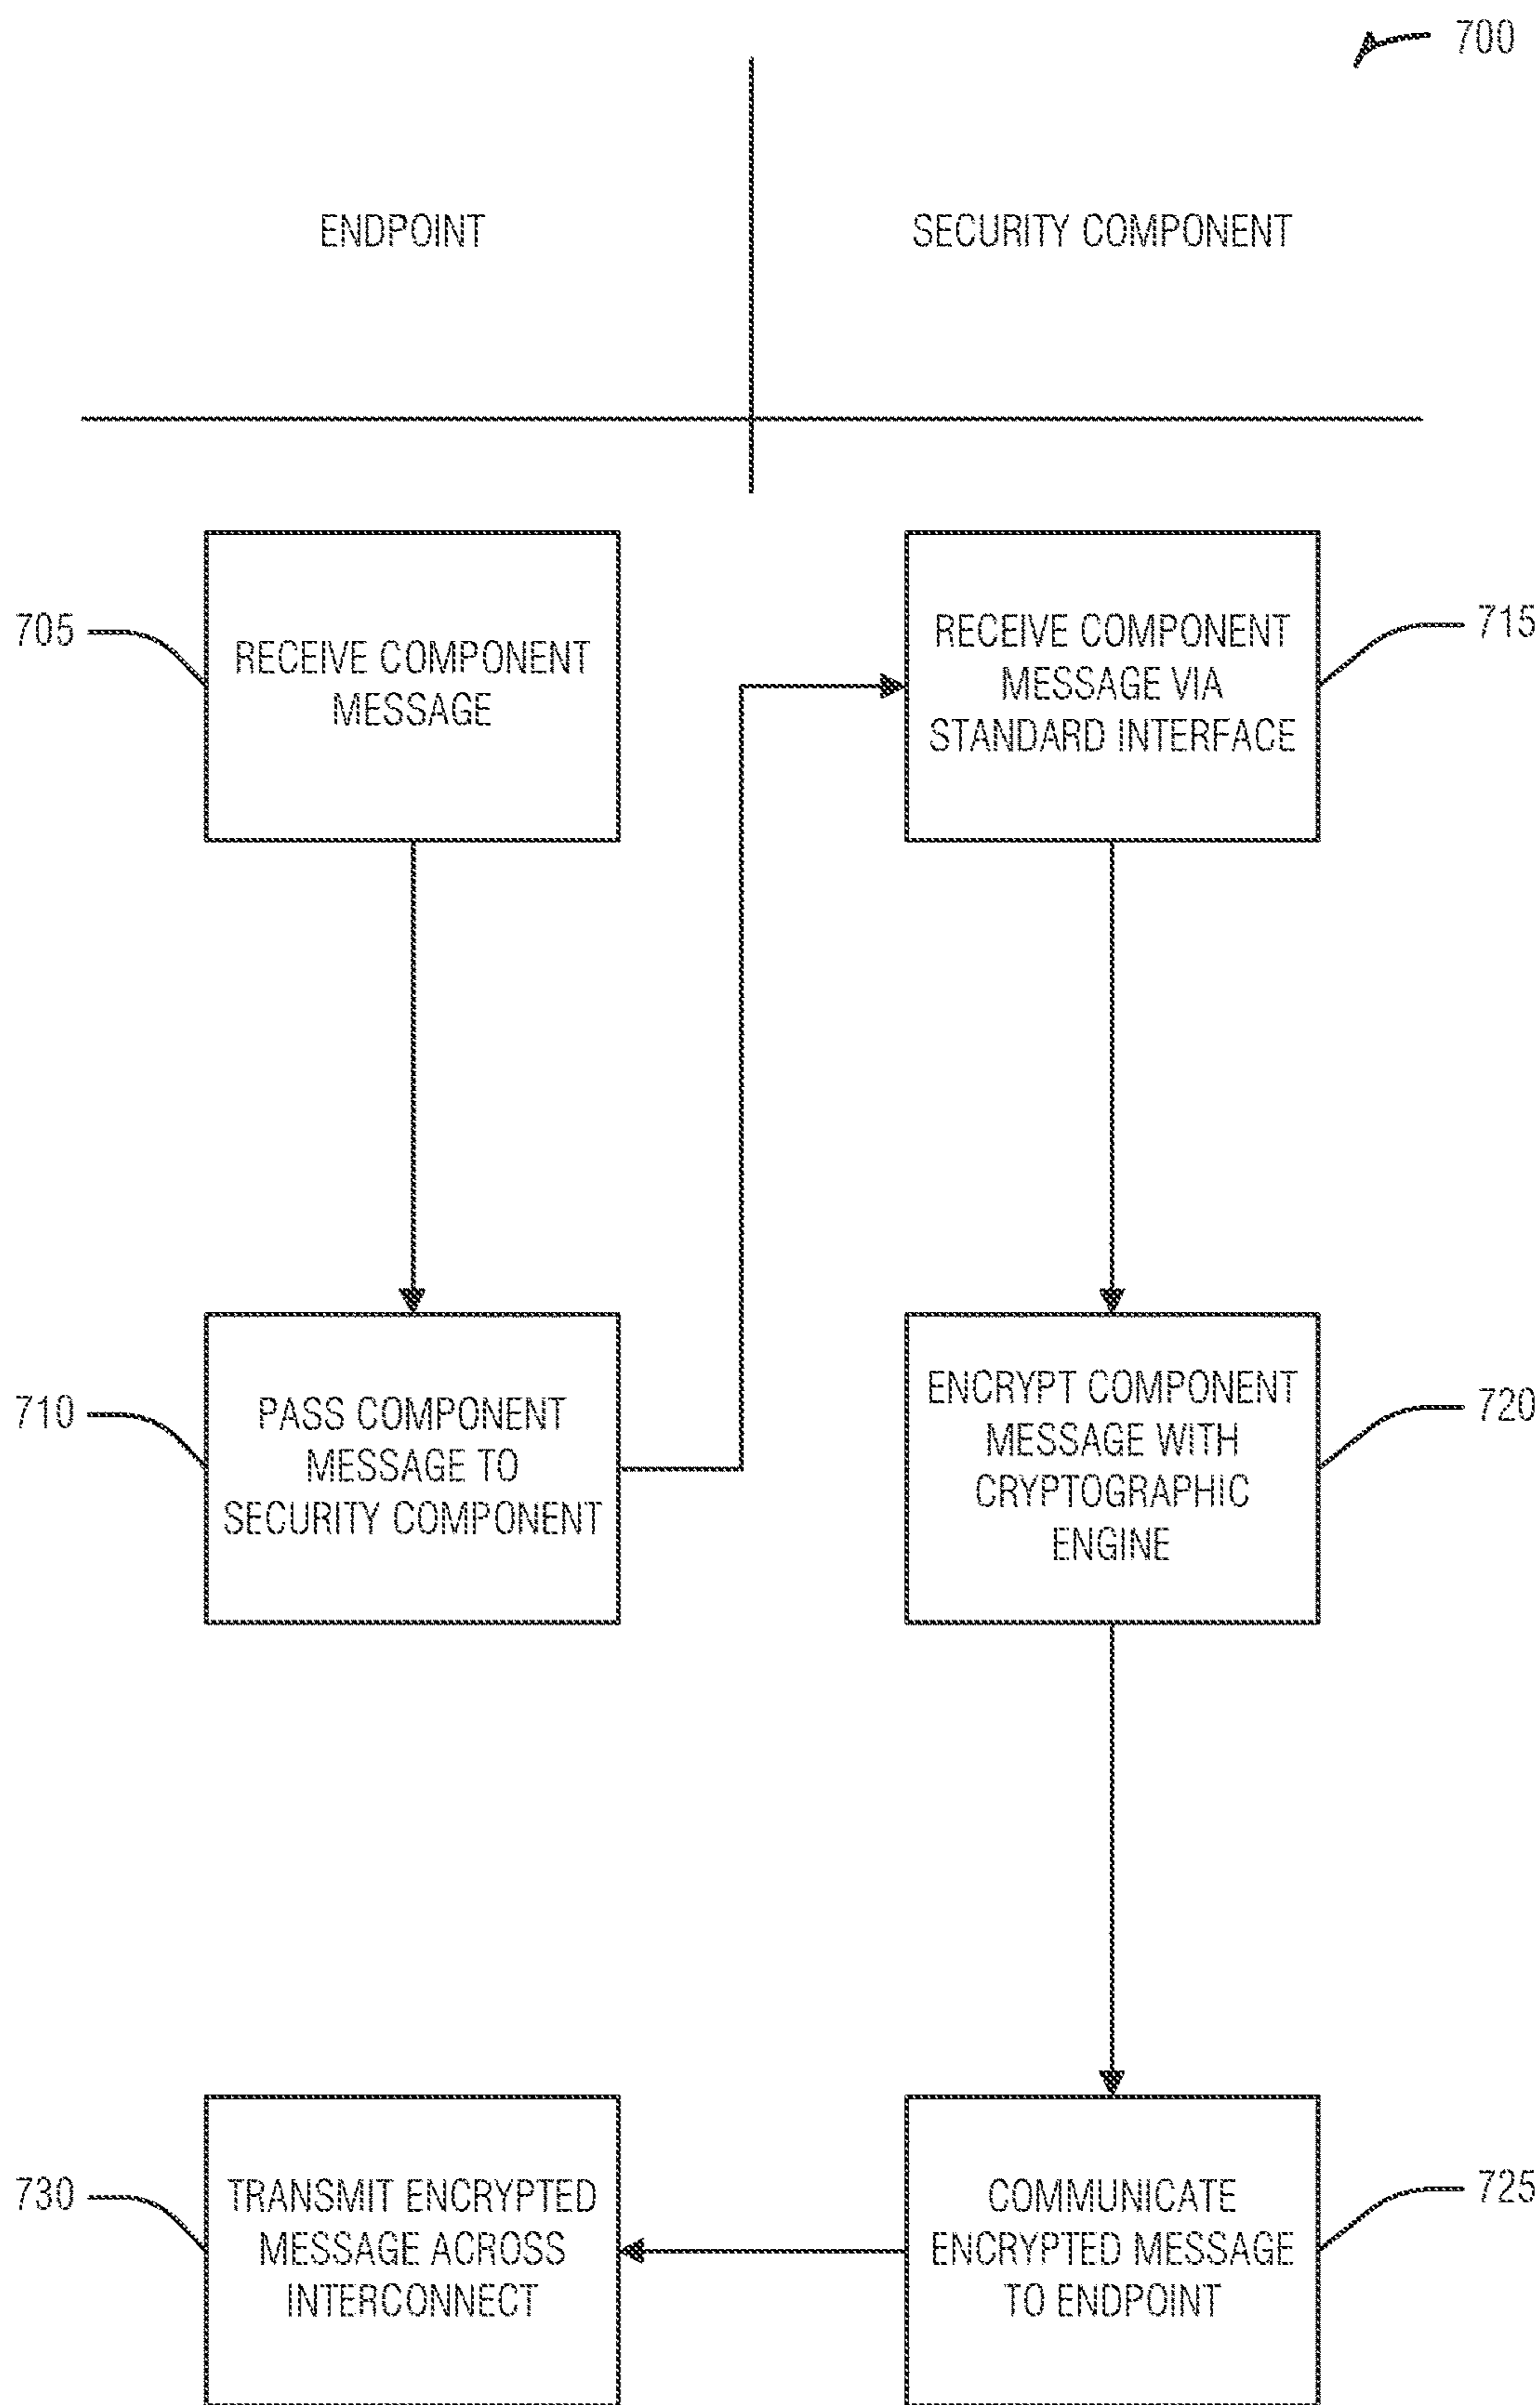 700
ENDPOINT
SECURITY COMPONENT
705
RECEIVE COMPONENT
MESSAGE
RECEIVE COMPONENT
MESSAGE VIA
STANDARD INTERFACE
715
710
PASS COMPONENT
MESSAGE TO
SECURITY COMPONENT
ENCRYPT COMPONENT
MESSAGE WITH
CRYPTOGRAPHIC
ENGINE
720
730
TRANSMIT ENCRYPTED
MESSAGE ACROSS
INTERCONNECT
COMMUNICATE
ENCRYPTED MESSAGE
TO ENDPOINT
725